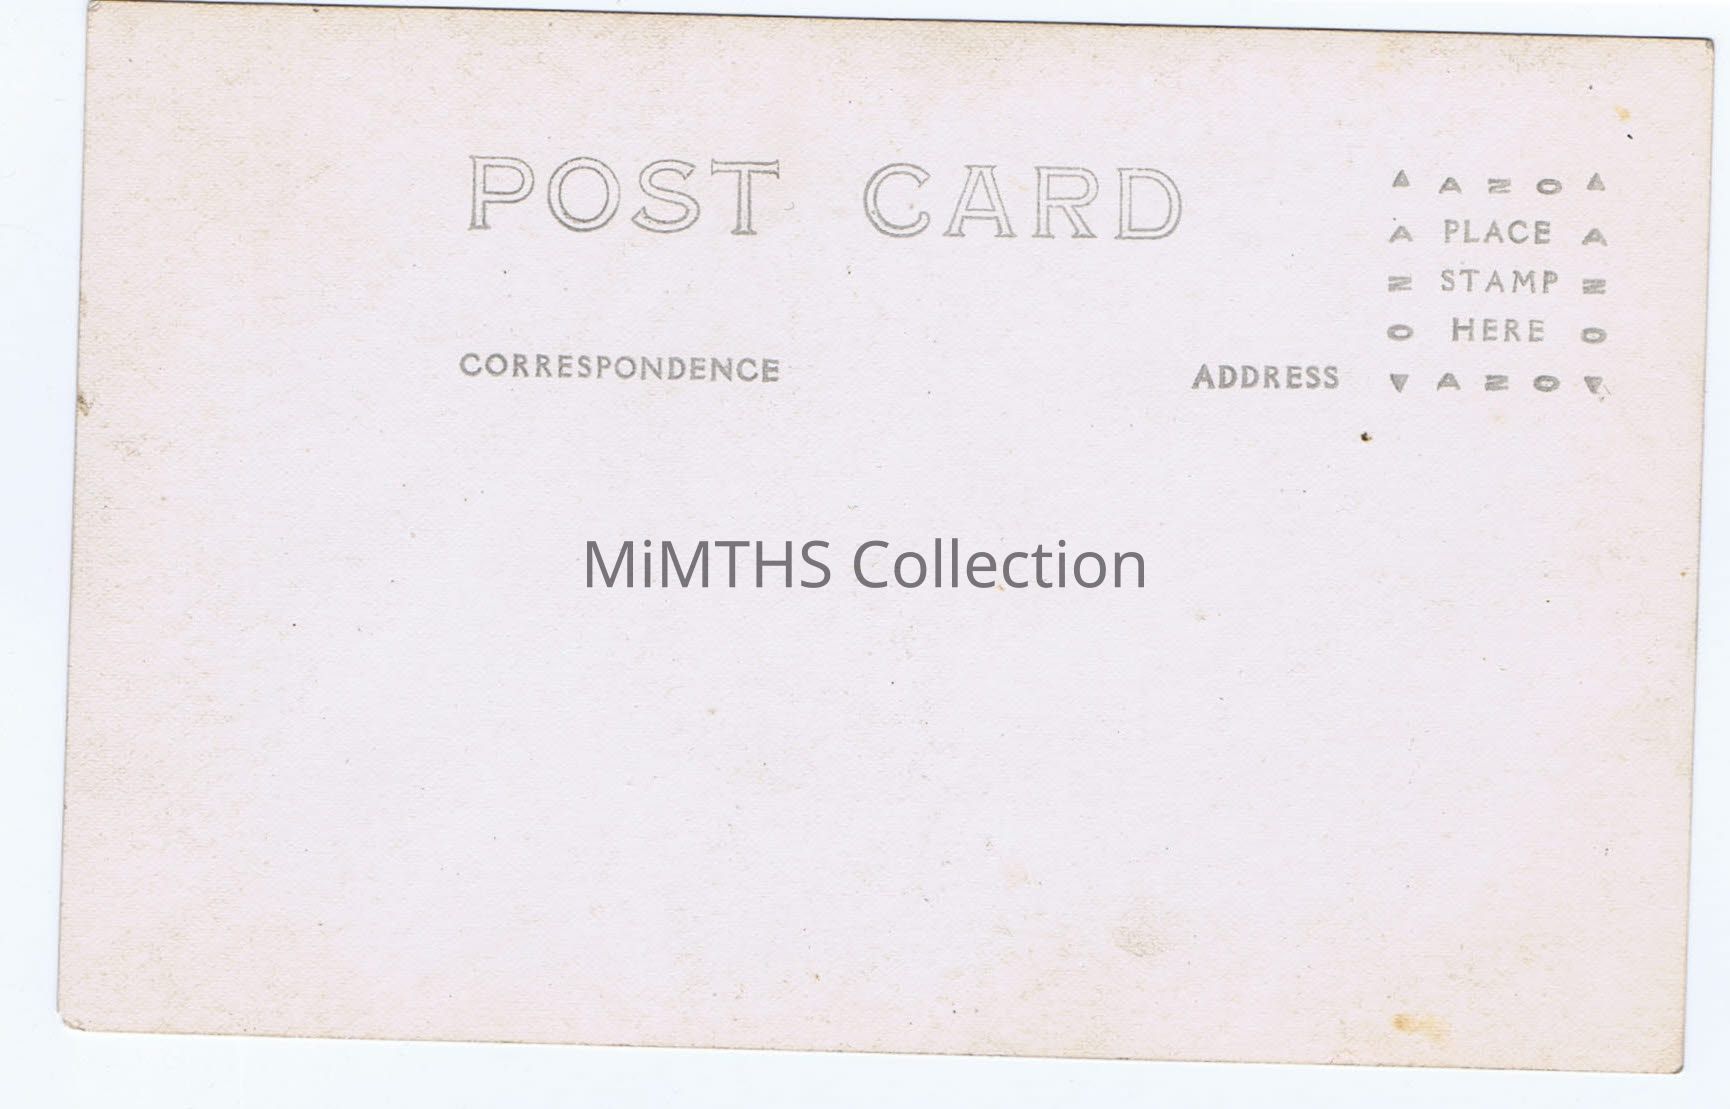 POST CARD
▲ AZO ▲
A PLACE A
Z STAMP Z
O HERE O
▼ AZO ▼
CORRESPONDENCE
ADDRESS
MiMTHS Collection